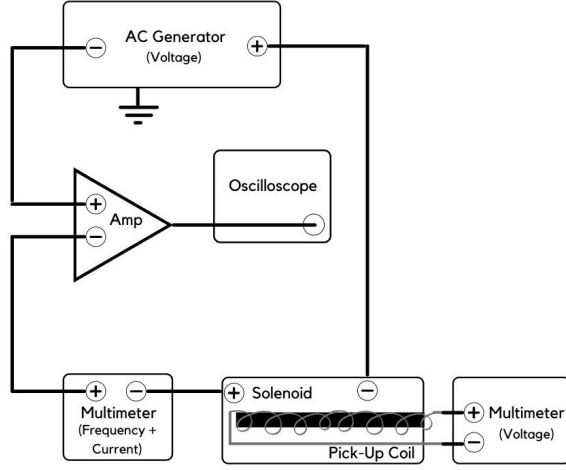 AC Generator
(Voltage)
− +
Oscilloscope
+
Amp
−
+ −
Multimeter
(Frequency +
Current)
+ Solenoid −
Pick-Up Coil
+ Multimeter
− (Voltage)